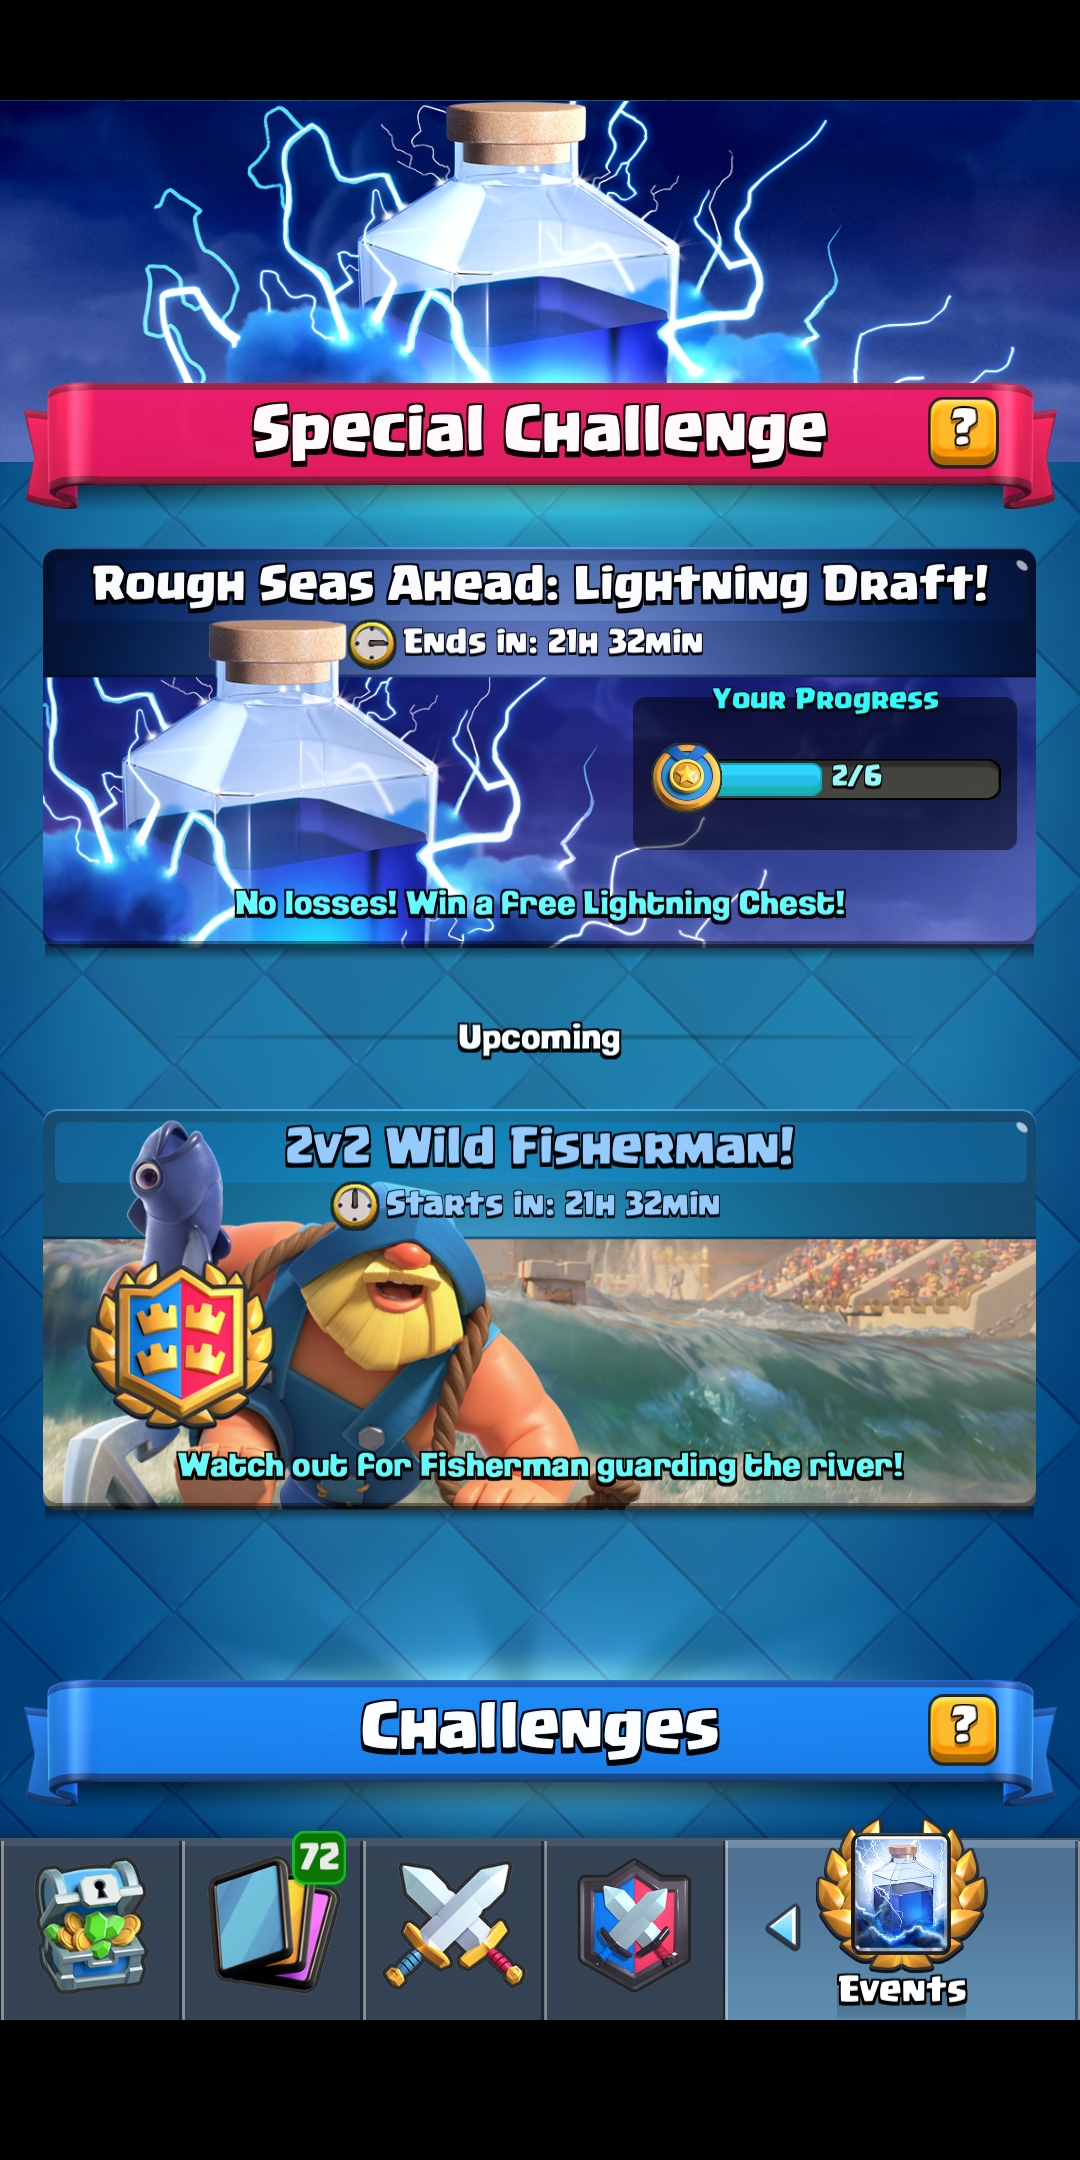 Special Challenge
?
Rough Seas Ahead: Lightning Draft!
Ends in: 21h 32min
Your Progress
2/6
No losses! Win a free Lightning Chest!
Upcoming
2v2 Wild Fisherman!
Starts in: 21h 32min
Watch out for Fisherman guarding the river!
Challenges
?
72
Events